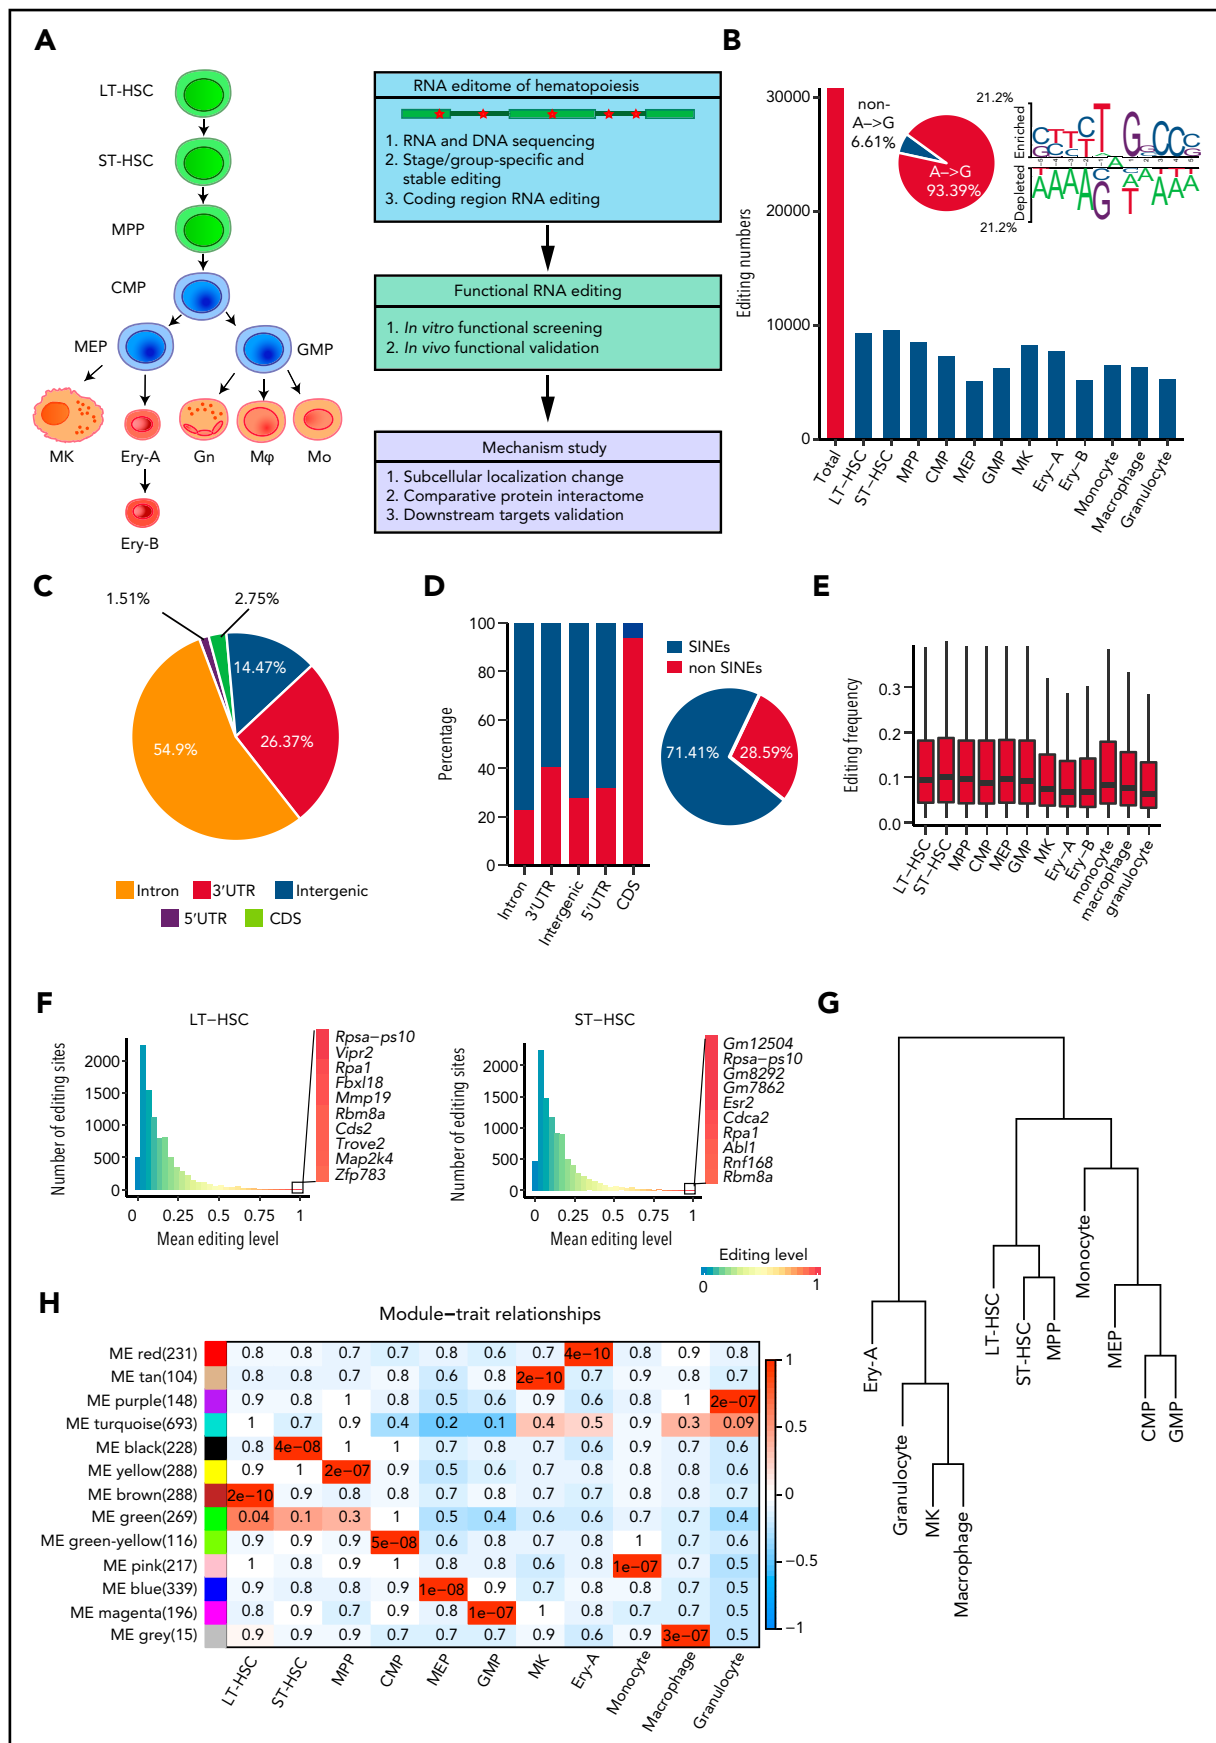 A
LT-HSC
ST-HSC
MPP
CMP
MEP
GMP
MK
Ery-A
Gn
Mφ
Mo
Ery-B
RNA editome of hematopoiesis
1. RNA and DNA sequencing
2. Stage/group-specific and
stable editing
3. Coding region RNA editing
Functional RNA editing
1. In vitro functional screening
2. In vivo functional validation
Mechanism study
1. Subcellular localization change
2. Comparative protein interactome
3. Downstream targets validation
B
Editing numbers
30000
20000
10000
0
Total
LT–HSC
ST–HSC
MPP
CMP
MEP
GMP
MK
Ery–A
Ery–B
Monocyte
Macrophage
Granulocyte
non-
A–>G
6.61%
A–>G
93.39%
21.2%
Enriched
Depleted
21.2%
C
1.51%
2.75%
14.47%
26.37%
54.9%
Intron
3'UTR
Intergenic
5'UTR
CDS
D
Percentage
100
80
60
40
20
0
Intron
3'UTR
Intergenic
5'UTR
CDS
SINEs
non SINEs
71.41%
28.59%
E
Editing frequency
0.3
0.2
0.1
0.0
LT–HSC
ST–HSC
MPP
CMP
MEP
GMP
MK
Ery–A
Ery–B
monocyte
macrophage
granulocyte
F
LT–HSC
Number of editing sites
2000
1500
1000
500
0
0 0.25 0.5 0.75 1
Mean editing level
Rpsa–ps10
Vipr2
Rpa1
Fbxl18
Mmp19
Rbm8a
Cds2
Trove2
Map2k4
Zfp783
ST–HSC
Number of editing sites
2000
1500
1000
500
0
0 0.25 0.5 0.75 1
Mean editing level
Gm12504
Rpsa–ps10
Gm8292
Gm7862
Esr2
Cdca2
Rpa1
Abl1
Rnf168
Rbm8a
Editing level
0 1
G
Ery-A
Granulocyte
MK
Macrophage
LT-HSC
ST-HSC
MPP
Monocyte
MEP
CMP
GMP
H
Module–trait relationships
ME red(231) 0.8 0.8 0.7 0.7 0.8 0.6 0.7 4e–10 0.8 0.9 0.8
ME tan(104) 0.8 0.8 0.7 0.8 0.6 0.8 2e–10 0.7 0.9 0.8 0.7
ME purple(148) 0.9 0.8 1 0.8 0.5 0.6 0.9 0.6 0.8 1 2e–07
ME turquoise(693) 1 0.7 0.9 0.4 0.2 0.1 0.4 0.5 0.9 0.3 0.09
ME black(228) 0.8 4e–08 1 1 0.7 0.8 0.7 0.6 0.9 0.7 0.6
ME yellow(288) 0.9 1 2e–07 0.9 0.5 0.6 0.7 0.8 0.8 0.8 0.6
ME brown(288) 2e–10 0.9 0.8 0.8 0.7 0.8 0.7 0.7 0.8 0.8 0.7
ME green(269) 0.04 0.1 0.3 1 0.5 0.4 0.6 0.6 0.7 0.7 0.4
ME green-yellow(116) 0.9 0.9 0.9 5e–08 0.6 0.8 0.7 0.8 1 0.7 0.6
ME pink(217) 1 0.8 0.9 1 0.8 0.8 0.6 0.8 1e–07 0.7 0.5
ME blue(339) 0.9 0.8 0.8 0.9 1e–08 0.9 0.7 0.8 0.8 0.7 0.5
ME magenta(196) 0.8 0.9 0.7 0.9 0.8 1e–07 1 0.8 0.7 0.7 0.5
ME grey(15) 0.9 0.9 0.9 0.7 0.7 0.7 0.9 0.6 0.9 3e–07 0.5
LT-HSC
ST-HSC
MPP
CMP
MEP
GMP
MK
Ery-A
Monocyte
Macrophage
Granulocyte
1
0.5
0
–0.5
–1